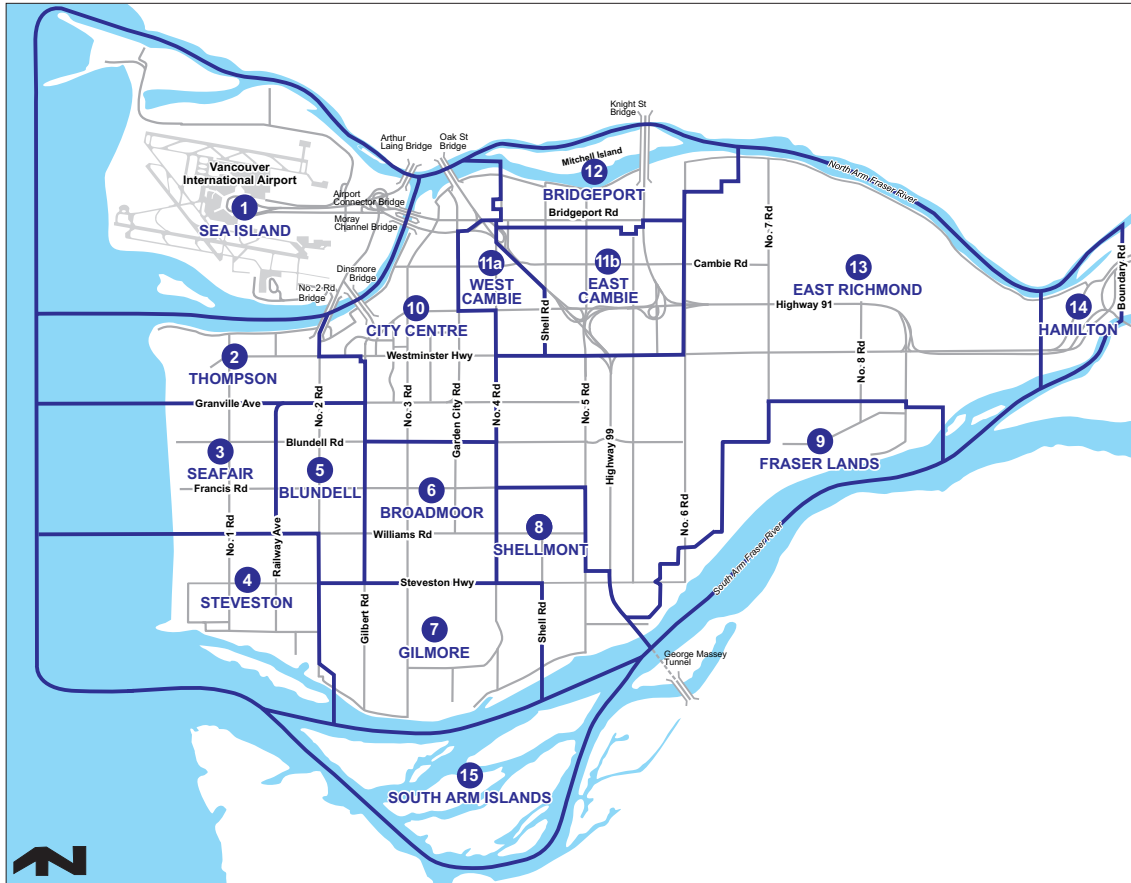 Knight St
Bridge
Arthur
Laing Bridge
Oak St
Bridge
Mitchell Island
12
BRIDGEPORT
Bridgeport Rd
North Arm Fraser River
Vancouver
International Airport
1
SEA ISLAND
Airport
Connector Bridge
Moray
Channel Bridge
Dinsmore
Bridge
No. 2 Rd
Bridge
11a
WEST
CAMBIE
11b
EAST
CAMBIE
Cambie Rd
No. 7 Rd
13
EAST RICHMOND
Highway 91
Boundary Rd
14
HAMILTON
10
CITY CENTRE
Shell Rd
Westminster Hwy
2
THOMPSON
Granville Ave
No. 2 Rd
No. 3 Rd
Garden City Rd
No. 4 Rd
No. 5 Rd
No. 8 Rd
Blundell Rd
3
SEAFAIR
Francis Rd
5
BLUNDELL
6
BROADMOOR
Williams Rd
Highway 99
9
FRASER LANDS
No. 6 Rd
8
SHELLMONT
No. 1 Rd
Railway Ave
4
STEVESTON
Steveston Hwy
Gilbert Rd
7
GILMORE
Shell Rd
South Arm Fraser River
George Massey
Tunnel
15
SOUTH ARM ISLANDS
N